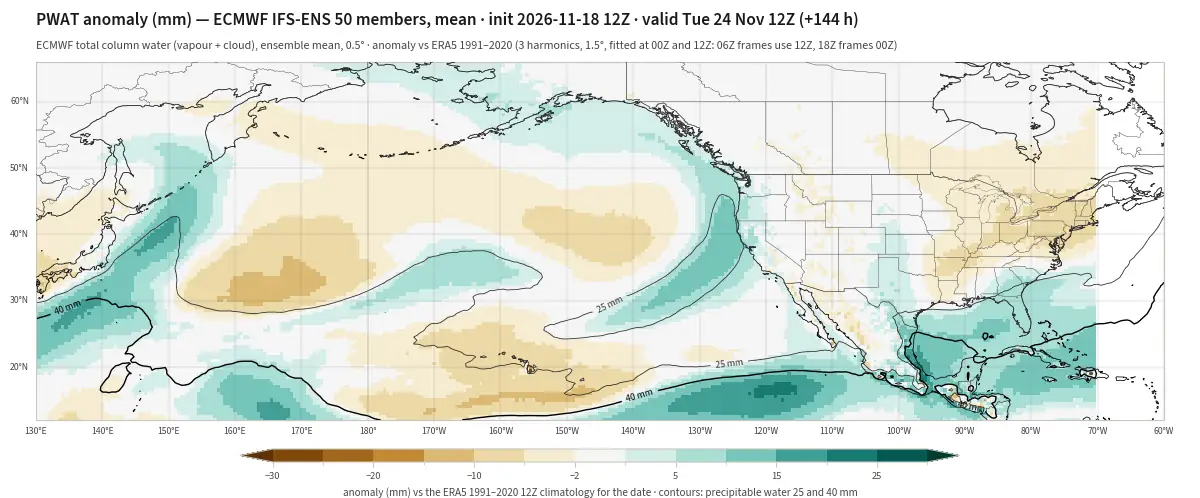 PWAT anomaly (mm) — ECMWF IFS-ENS 50 members, mean · init 2026-11-18 12Z · valid Tue 24 Nov 12Z (+144 h)
ECMWF total column water (vapour + cloud), ensemble mean, 0.5° · anomaly vs ERA5 1991–2020 (3 harmonics, 1.5°, fitted at 00Z and 12Z: 06Z frames use 12Z, 18Z frames 00Z)
60°N
50°N
40°N
30°N
20°N
40 mm
25 mm
25 mm
40 mm
130°E 140°E 150°E 160°E 170°E 180° 170°W 160°W 150°W 140°W 130°W 120°W 110°W 100°W 90°W 80°W 70°W 60°W
−30 −20 −10 −2 5 15 25
anomaly (mm) vs the ERA5 1991–2020 12Z climatology for the date · contours: precipitable water 25 and 40 mm